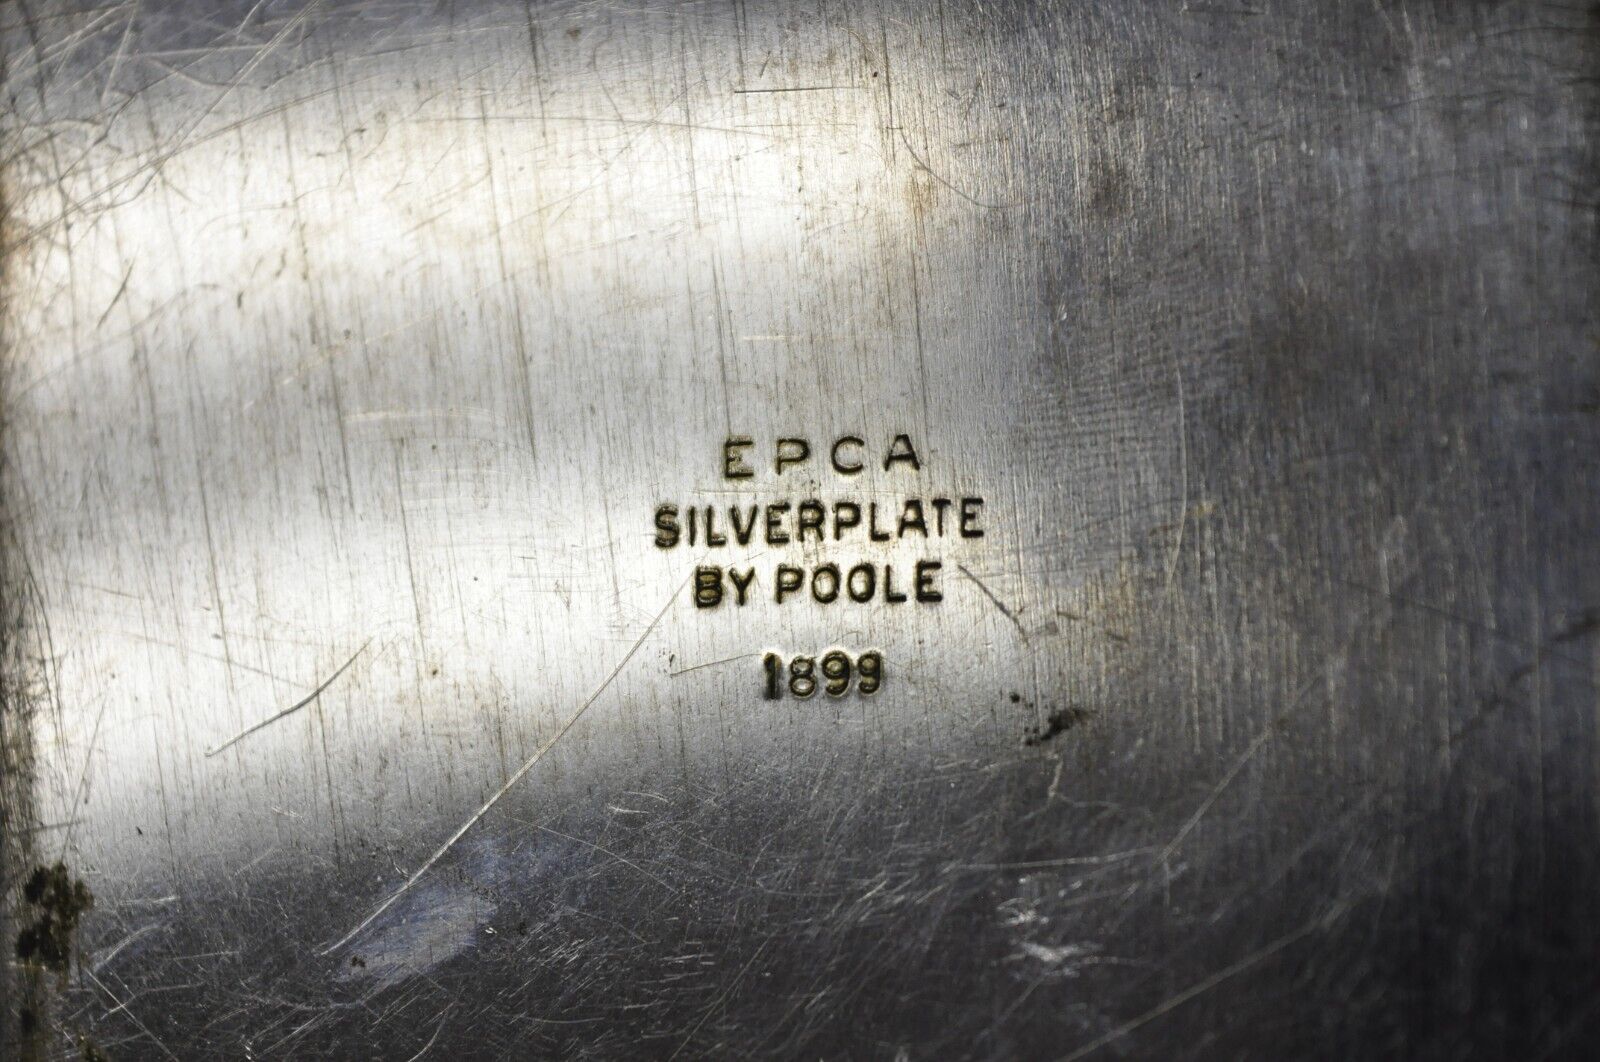 EPCA
SILVERPLATE
BY POOLE
1899